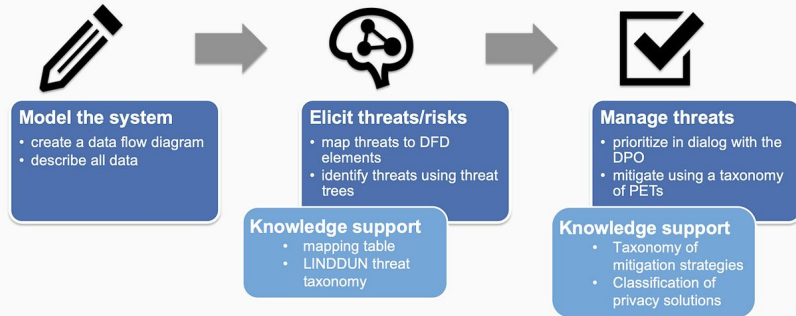 Model the system
• create a data flow diagram
• describe all data
Elicit threats/risks
• map threats to DFD
elements
• identify threats using threat
trees
Knowledge support
• mapping table
• LINDDUN threat
taxonomy
Manage threats
• prioritize in dialog with the
DPO
• mitigate using a taxonomy
of PETs
Knowledge support
• Taxonomy of
mitigation strategies
• Classification of
privacy solutions